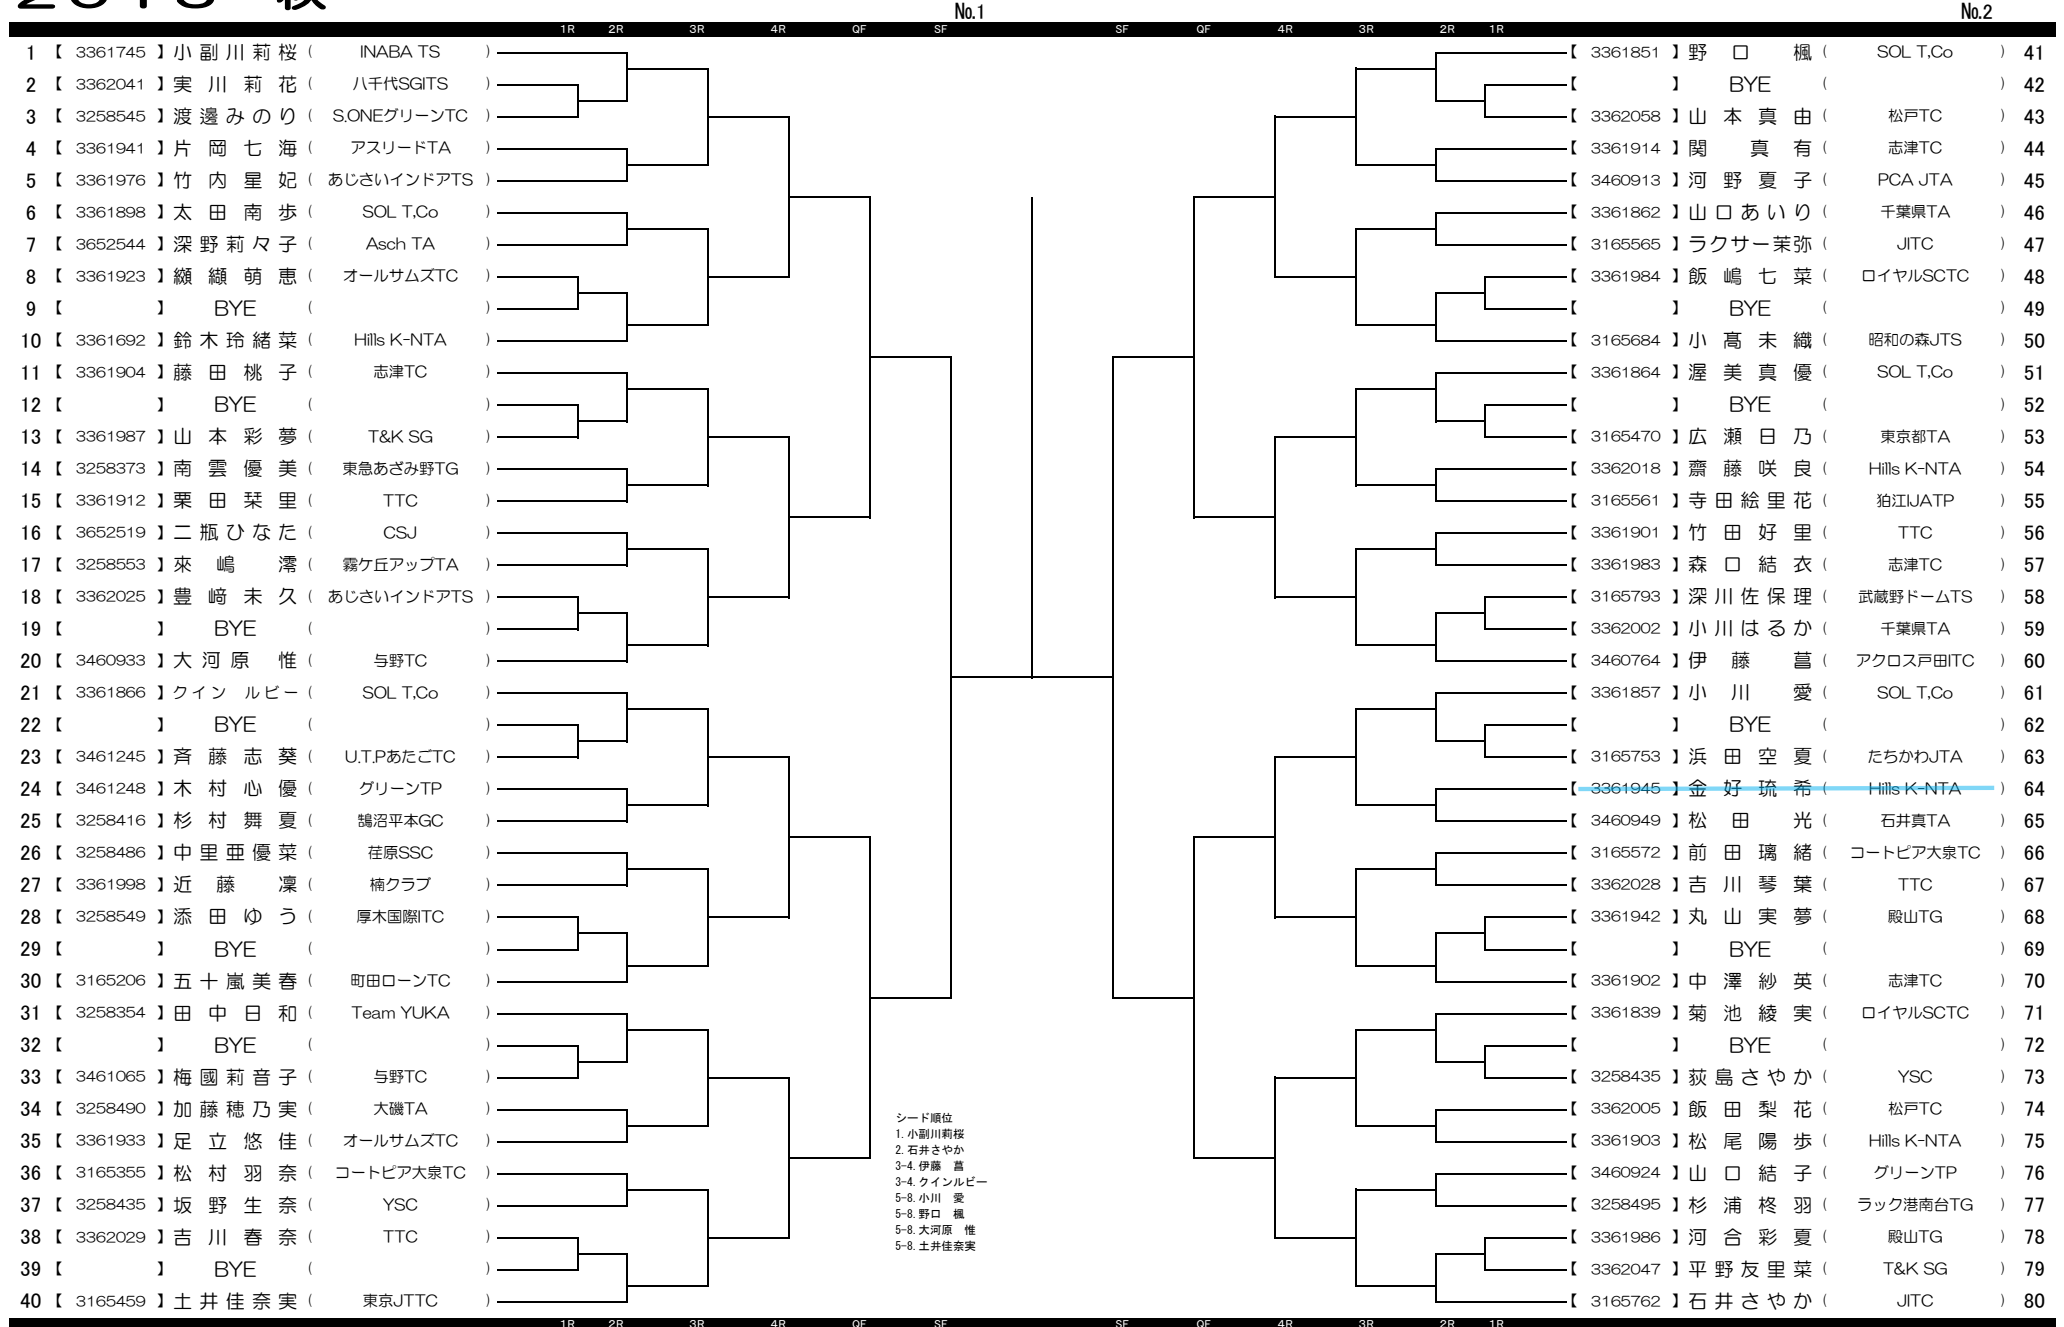 No.1
No.2
1R 2R 3R 4R QF SF SF QF 4R 3R 2R 1R
1 【 3361745 】 小副川莉桜 ( INABA TS )
2 【 3362041 】 実川莉花 ( 八千代SGITS )
3 【 3258545 】 渡邊みのり ( S.ONEグリーンTC )
4 【 3361941 】 片岡七海 ( アスリードTA )
5 【 3361976 】 竹内星妃 ( あじさいインドアTS )
6 【 3361898 】 太田南歩 ( SOL T,Co )
7 【 3652544 】 深野莉々子 ( Asch TA )
8 【 3361923 】 纐纈萌恵 ( オールサムズTC )
9 【 】 BYE ( )
10 【 3361692 】 鈴木玲緒菜 ( Hills K-NTA )
11 【 3361904 】 藤田桃子 ( 志津TC )
12 【 】 BYE ( )
13 【 3361987 】 山本彩夢 ( T&K SG )
14 【 3258373 】 南雲優美 ( 東急あざみ野TG )
15 【 3361912 】 栗田栞里 ( TTC )
16 【 3652519 】 二瓶ひなた ( CSJ )
17 【 3258553 】 來嶋 澪 ( 霧ケ丘アップTA )
18 【 3362025 】 豊﨑未久 ( あじさいインドアTS )
19 【 】 BYE ( )
20 【 3460933 】 大河原 惟 ( 与野TC )
21 【 3361866 】 クイン ルビー ( SOL T,Co )
22 【 】 BYE ( )
23 【 3461245 】 斉藤志葵 ( U.T.PあたごTC )
24 【 3461248 】 木村心優 ( グリーンTP )
25 【 3258416 】 杉村舞夏 ( 鵠沼平本GC )
26 【 3258486 】 中里亜優菜 ( 荏原SSC )
27 【 3361998 】 近藤 凜 ( 楠クラブ )
28 【 3258549 】 添田ゆう ( 厚木国際ITC )
29 【 】 BYE ( )
30 【 3165206 】 五十嵐美春 ( 町田ローンTC )
31 【 3258354 】 田中日和 ( Team YUKA )
32 【 】 BYE ( )
33 【 3461065 】 梅國莉音子 ( 与野TC )
34 【 3258490 】 加藤穂乃実 ( 大磯TA )
35 【 3361933 】 足立悠佳 ( オールサムズTC )
36 【 3165355 】 松村羽奈 ( コートピア大泉TC )
37 【 3258435 】 坂野生奈 ( YSC )
38 【 3362029 】 吉川春奈 ( TTC )
39 【 】 BYE ( )
40 【 3165459 】 土井佳奈実 ( 東京JTTC )
シード順位
1. 小副川莉桜
2. 石井さやか
3-4. 伊藤 菖
3-4. クインルビー
5-8. 小川 愛
5-8. 野口 楓
5-8. 大河原 惟
5-8. 土井佳奈実
【 3361851 】 野口 楓 ( SOL T,Co ) 41
【 】 BYE ( ) 42
【 3362058 】 山本真由 ( 松戸TC ) 43
【 3361914 】 関 真有 ( 志津TC ) 44
【 3460913 】 河野夏子 ( PCA JTA ) 45
【 3361862 】 山口あいり ( 千葉県TA ) 46
【 3165565 】 ラクサー茉弥 ( JITC ) 47
【 3361984 】 飯嶋七菜 ( ロイヤルSCTC ) 48
【 】 BYE ( ) 49
【 3165684 】 小髙未織 ( 昭和の森JTS ) 50
【 3361864 】 渥美真優 ( SOL T,Co ) 51
【 】 BYE ( ) 52
【 3165470 】 広瀬日乃 ( 東京都TA ) 53
【 3362018 】 齋藤咲良 ( Hills K-NTA ) 54
【 3165561 】 寺田絵里花 ( 狛江IJATP ) 55
【 3361901 】 竹田好里 ( TTC ) 56
【 3361983 】 森口結衣 ( 志津TC ) 57
【 3165793 】 深川佐保理 ( 武蔵野ドームTS ) 58
【 3362002 】 小川はるか ( 千葉県TA ) 59
【 3460764 】 伊藤 菖 ( アクロス戸田ITC ) 60
【 3361857 】 小川 愛 ( SOL T,Co ) 61
【 】 BYE ( ) 62
【 3165753 】 浜田空夏 ( たちかわJTA ) 63
【 3361945 】 金好琉希 ( Hills K-NTA ) 64
【 3460949 】 松田 光 ( 石井真TA ) 65
【 3165572 】 前田璃緒 ( コートピア大泉TC ) 66
【 3362028 】 吉川琴葉 ( TTC ) 67
【 3361942 】 丸山実夢 ( 殿山TG ) 68
【 】 BYE ( ) 69
【 3361902 】 中澤紗英 ( 志津TC ) 70
【 3361839 】 菊池綾実 ( ロイヤルSCTC ) 71
【 】 BYE ( ) 72
【 3258435 】 荻島さやか ( YSC ) 73
【 3362005 】 飯田梨花 ( 松戸TC ) 74
【 3361903 】 松尾陽歩 ( Hills K-NTA ) 75
【 3460924 】 山口結子 ( グリーンTP ) 76
【 3258495 】 杉浦柊羽 ( ラック港南台TG ) 77
【 3361986 】 河合彩夏 ( 殿山TG ) 78
【 3362047 】 平野友里菜 ( T&K SG ) 79
【 3165762 】 石井さやか ( JITC ) 80
1R 2R 3R 4R QF SF SF QF 4R 3R 2R 1R